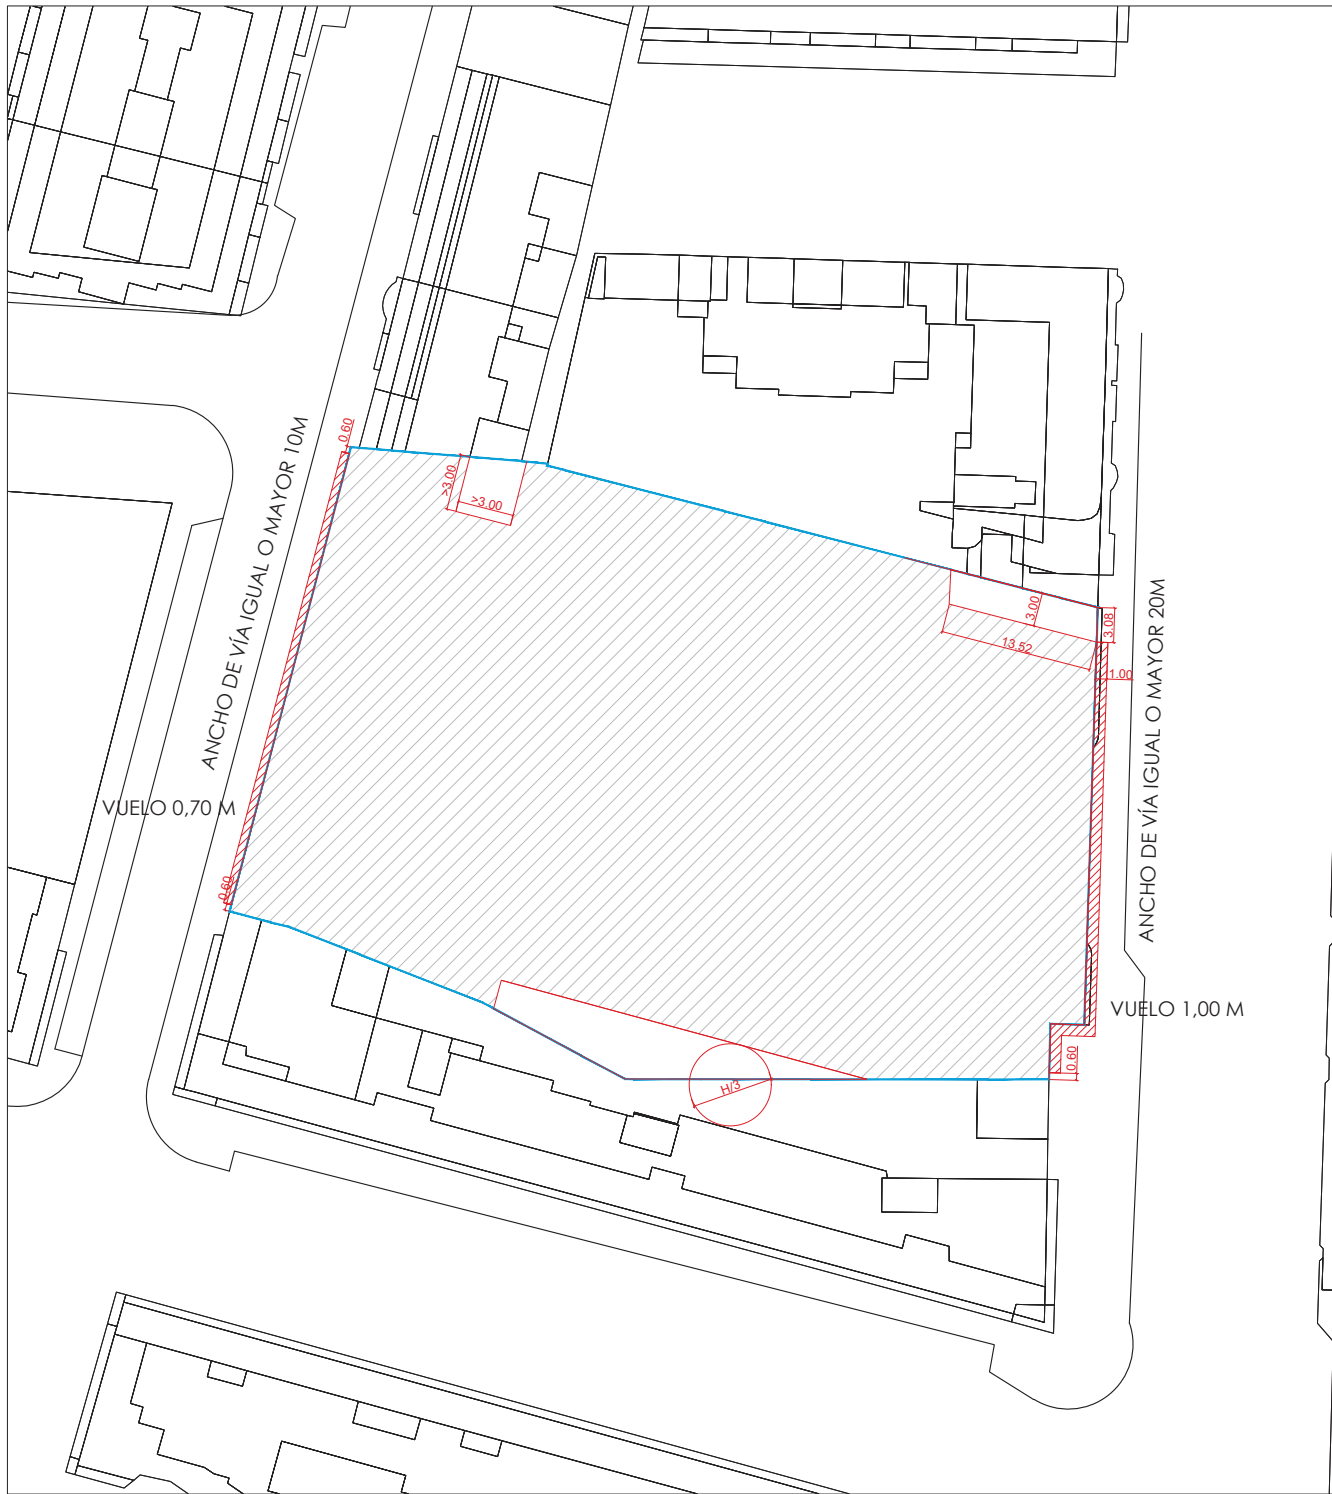 0.60
ANCHO DE VÍA IGUAL O MAYOR 10M
>3.00
>3.00
3.00
3.08
13.52
1.00
ANCHO DE VÍA IGUAL O MAYOR 20M
VUELO 0,70 M
0.60
VUELO 1,00 M
0.60
H/3